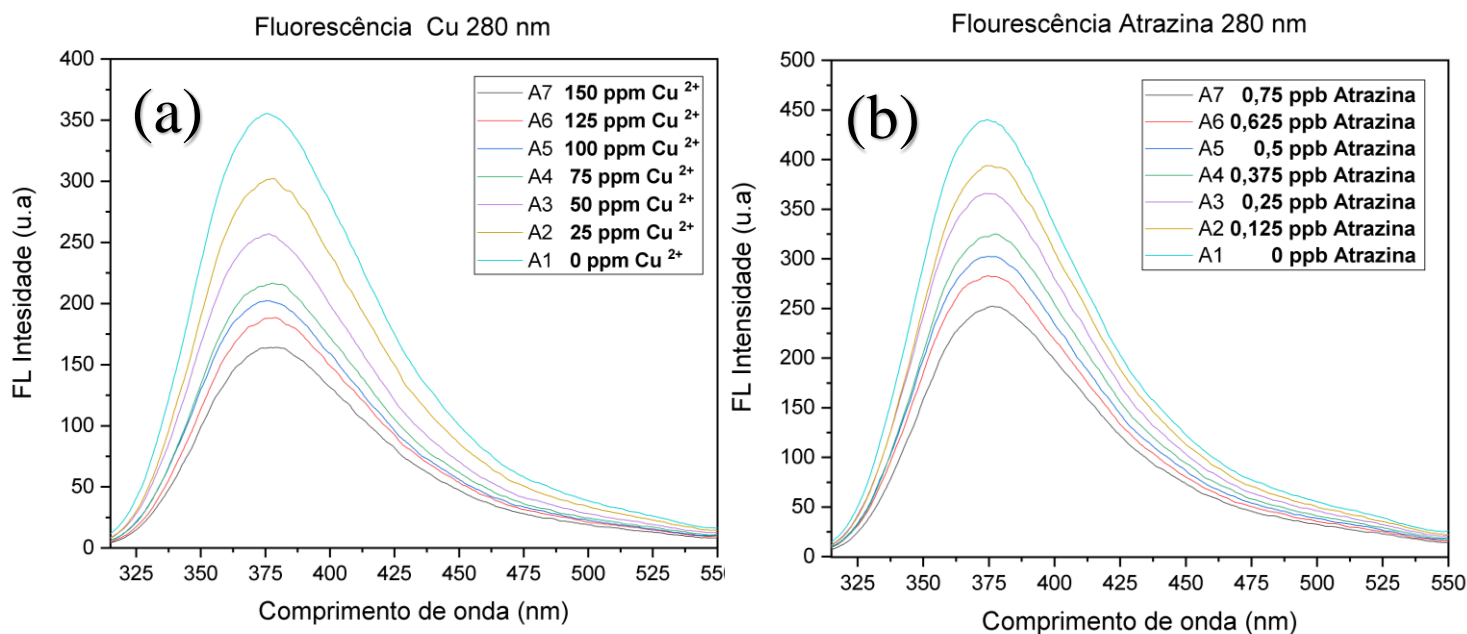 Fluorescência Cu 280 nm
(a)
A7 150 ppm Cu ²⁺
A6 125 ppm Cu ²⁺
A5 100 ppm Cu ²⁺
A4 75 ppm Cu ²⁺
A3 50 ppm Cu ²⁺
A2 25 ppm Cu ²⁺
A1 0 ppm Cu ²⁺
FL Intesidade (u.a)
400
350
300
250
200
150
100
50
0
325 350 375 400 425 450 475 500 525 550
Comprimento de onda (nm)
Flourescência Atrazina 280 nm
(b)
A7 0,75 ppb Atrazina
A6 0,625 ppb Atrazina
A5 0,5 ppb Atrazina
A4 0,375 ppb Atrazina
A3 0,25 ppb Atrazina
A2 0,125 ppb Atrazina
A1 0 ppb Atrazina
FL Intensidade (u.a)
500
450
400
350
300
250
200
150
100
50
0
325 350 375 400 425 450 475 500 525 550
Comprimento de onda (nm)